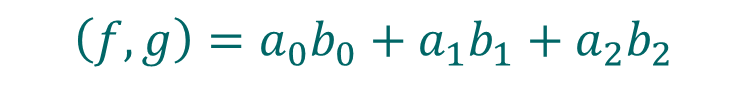 (f, g) = a₀b₀ + a₁b₁ + a₂b₂